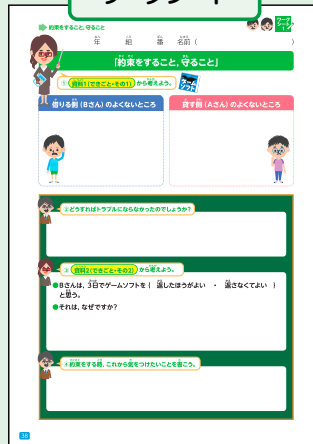 約束をすること，守ること
ワーク
シート
年 組 番 名前（ ）
「約束をすること，守ること」
①資料1（できごと・その1）から考えよう。
ゲーム
ソフト
借りる側（Bさん）のよくないところ
貸す側（Aさん）のよくないところ
②どうすればトラブルにならなかったのでしょうか？
③資料2（できごと・その2）から考えよう。
●Bさんは，3日でゲームソフトを｛ 返したほうがよい ・ 返さなくてよい ｝
と思う。
●それは，なぜですか？
④約束をする時，これから気をつけたいことを書こう。
38